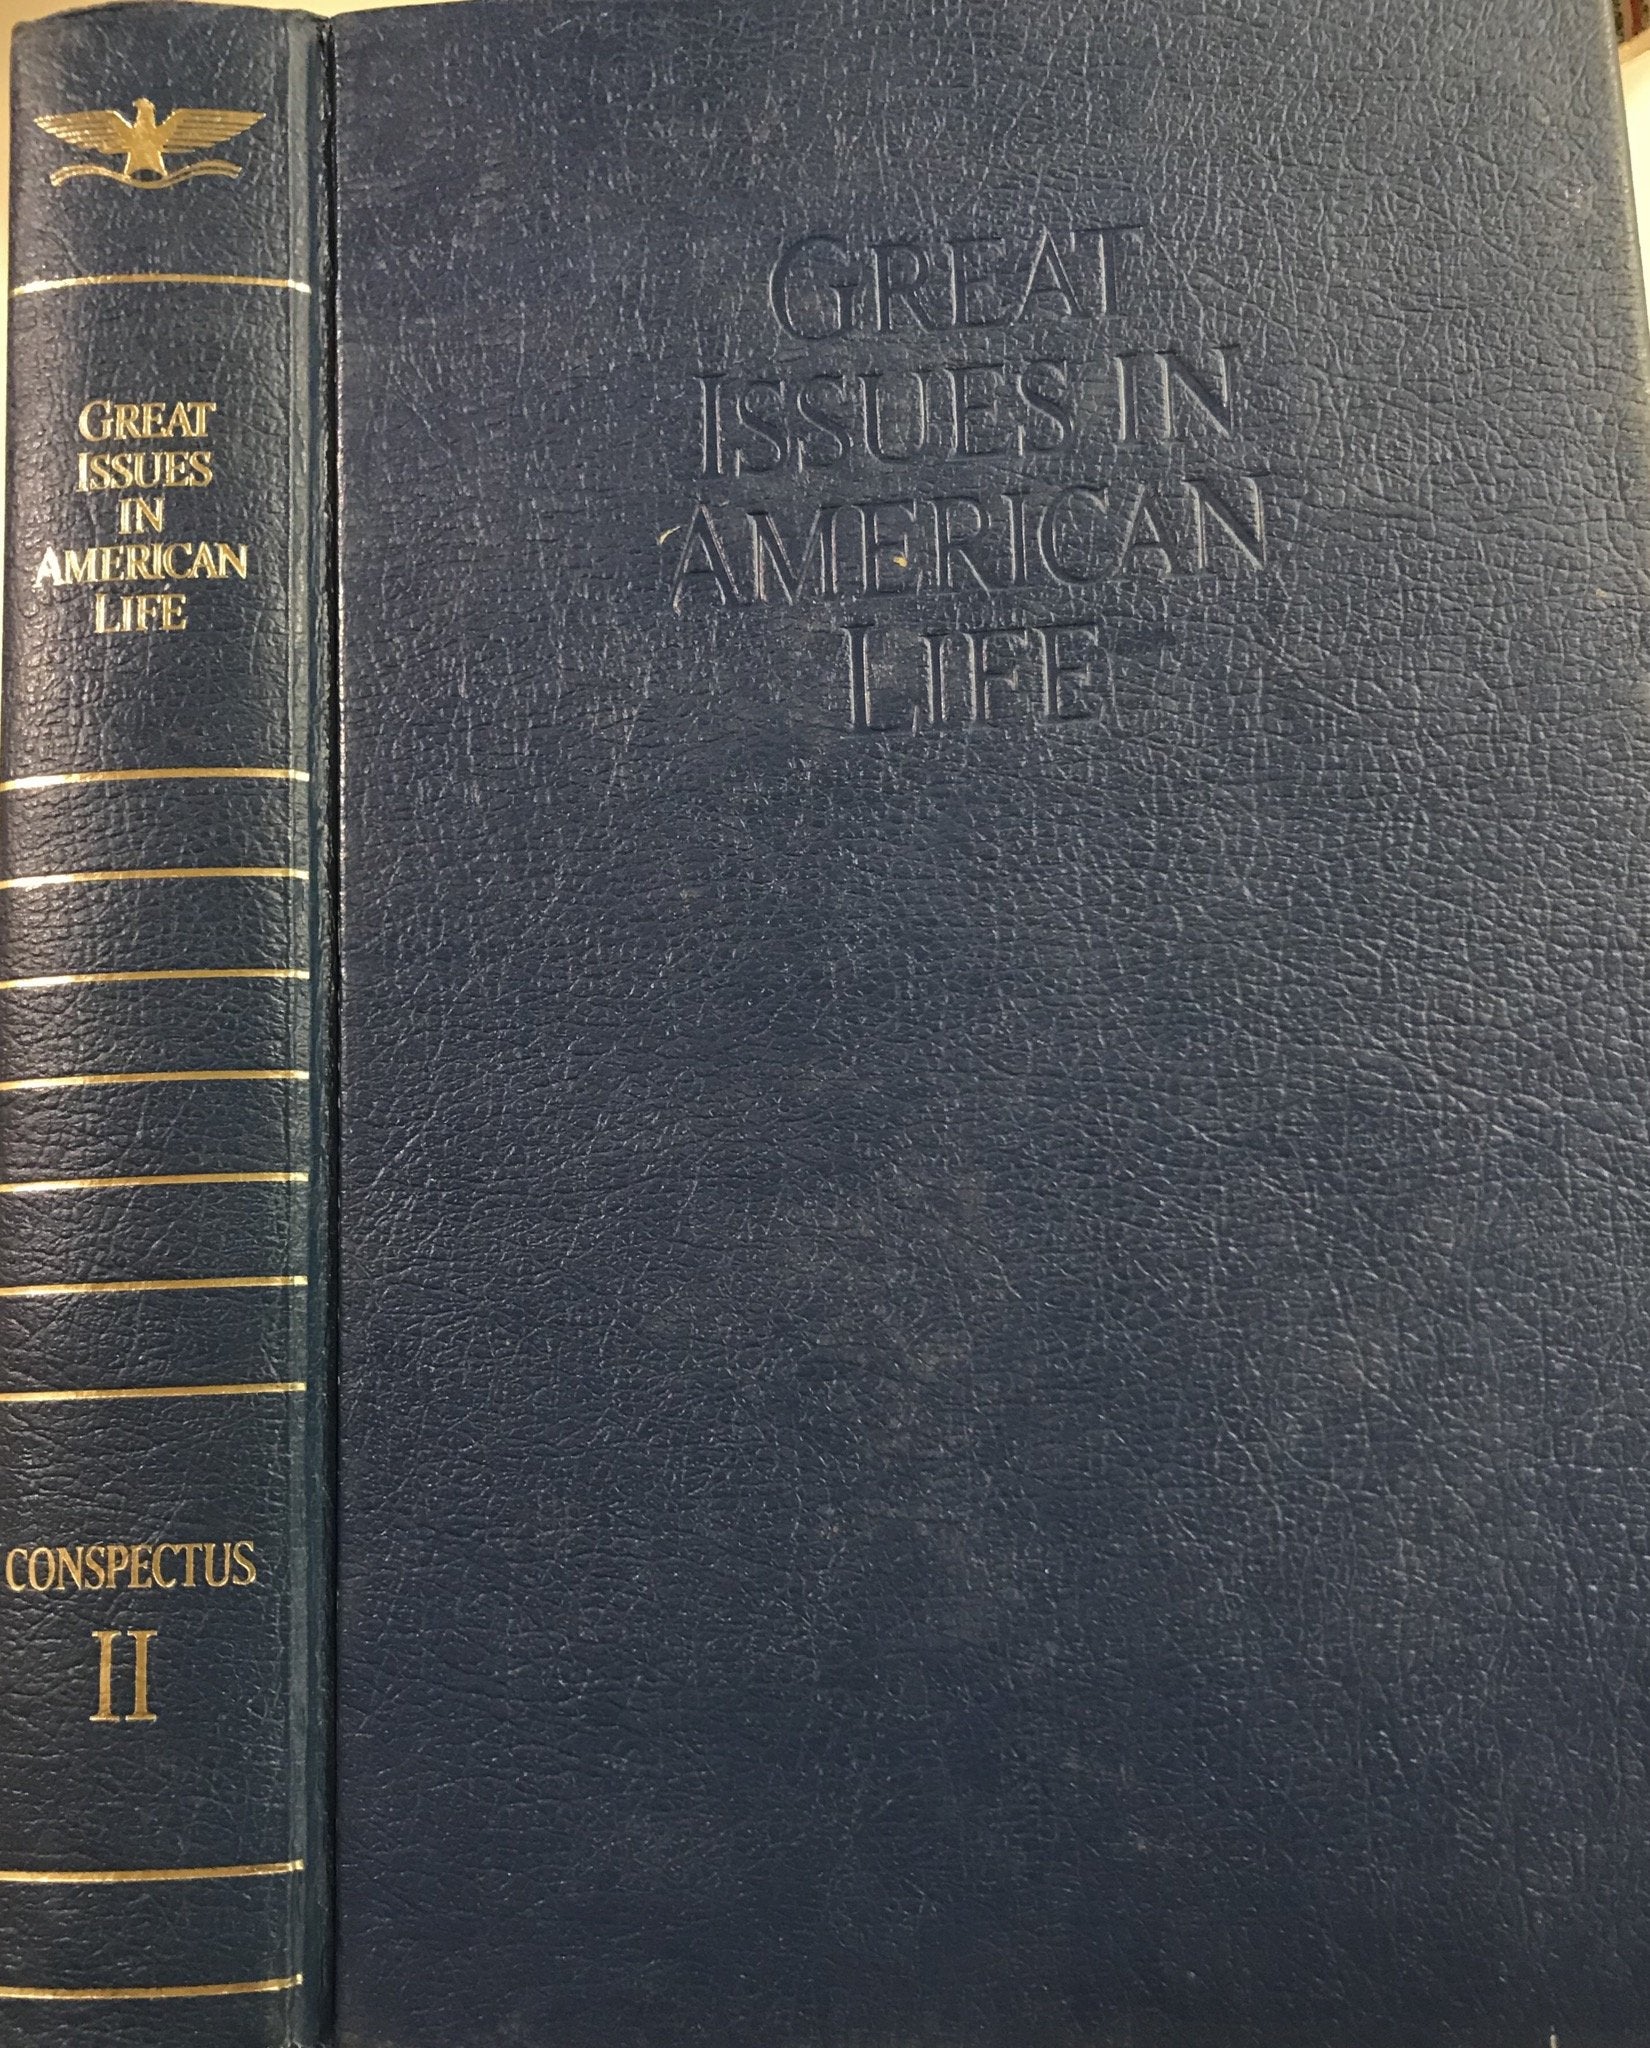 GREAT
ISSUES
IN
AMERICAN
LIFE
CONSPECTUS
II
GREAT
ISSUES IN
AMERICAN
LIFE